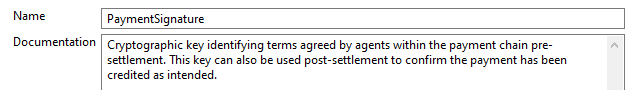 Name PaymentSignature
Documentation Cryptographic key identifying terms agreed by agents within the payment chain pre-
settlement. This key can also be used post-settlement to confirm the payment has been
credited as intended.